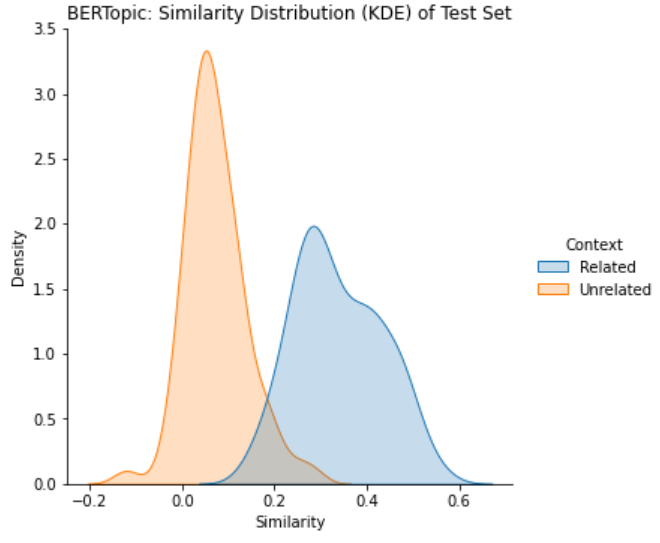 BERTopic: Similarity Distribution (KDE) of Test Set
3.5
3.0
2.5
2.0
1.5
1.0
0.5
0.0
Density
−0.2 0.0 0.2 0.4 0.6
Similarity
Context
Related
Unrelated